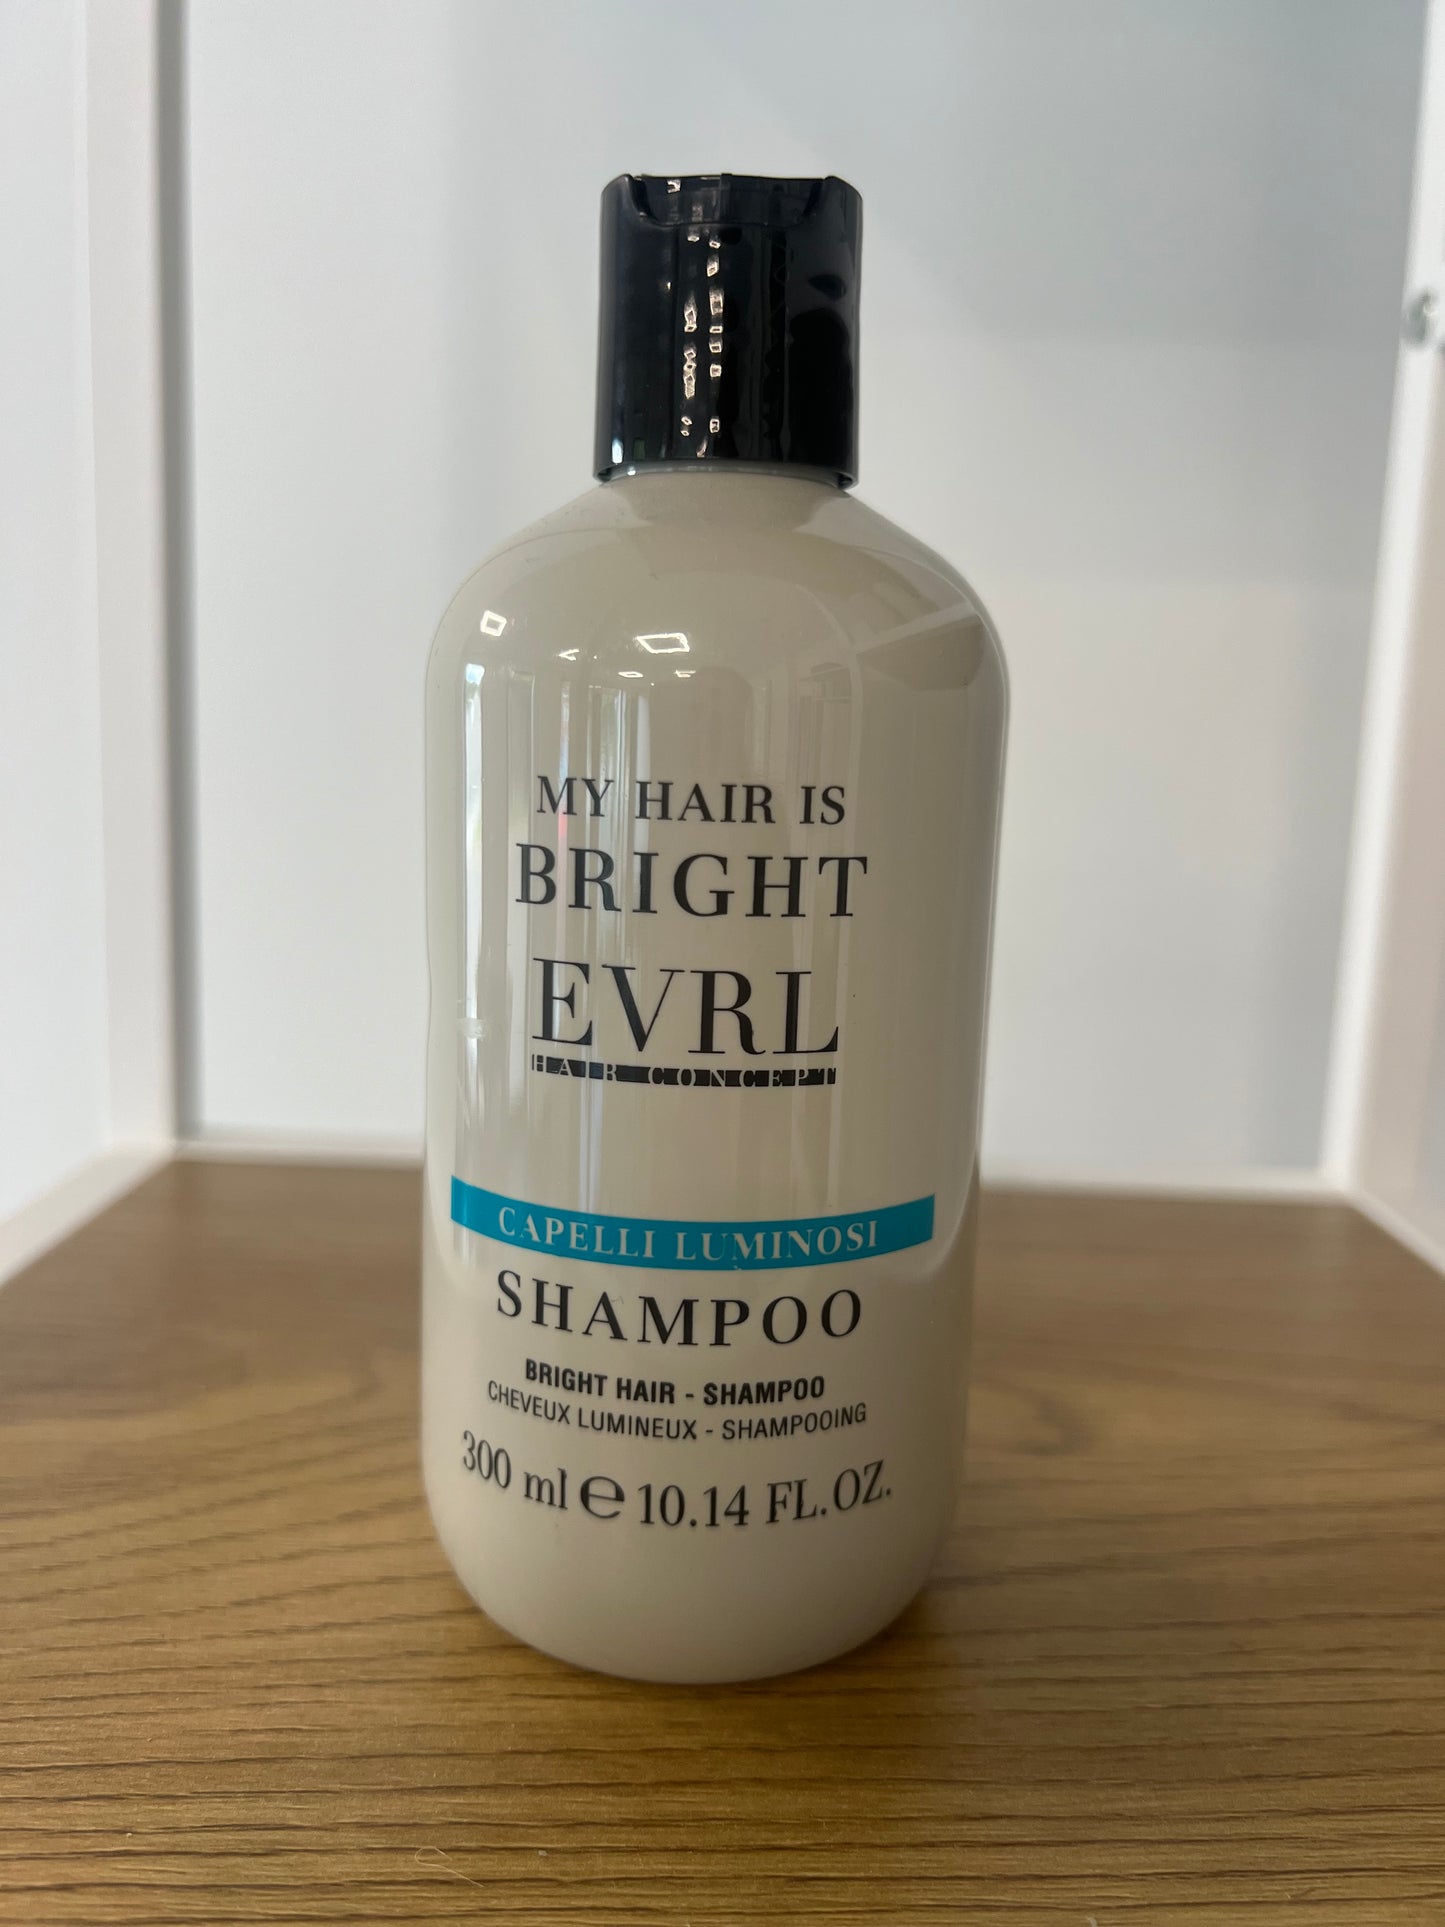 MY HAIR IS
BRIGHT
EVRL
HAIR CONCEPT
CAPELLI LUMINOSI
SHAMPOO
BRIGHT HAIR - SHAMPOO
CHEVEUX LUMINEUX - SHAMPOOING
300 ml ℮ 10.14 FL.OZ.